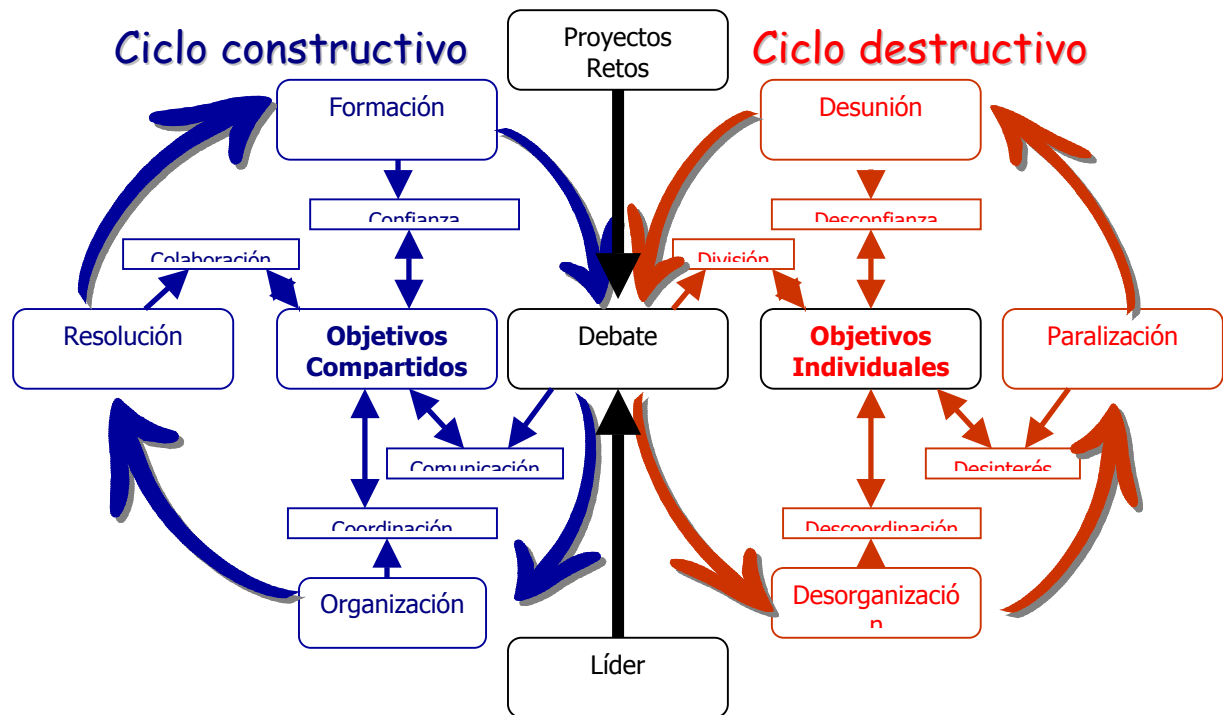 Ciclo constructivo
Proyectos
Retos
Ciclo destructivo
Formación
Desunión
Confianza
Desconfianza
Colaboración
División
Resolución
Objetivos
Compartidos
Debate
Objetivos
Individuales
Paralización
Comunicación
Desinterés
Coordinación
Descoordinación
Organización
Desorganizació
n
Líder